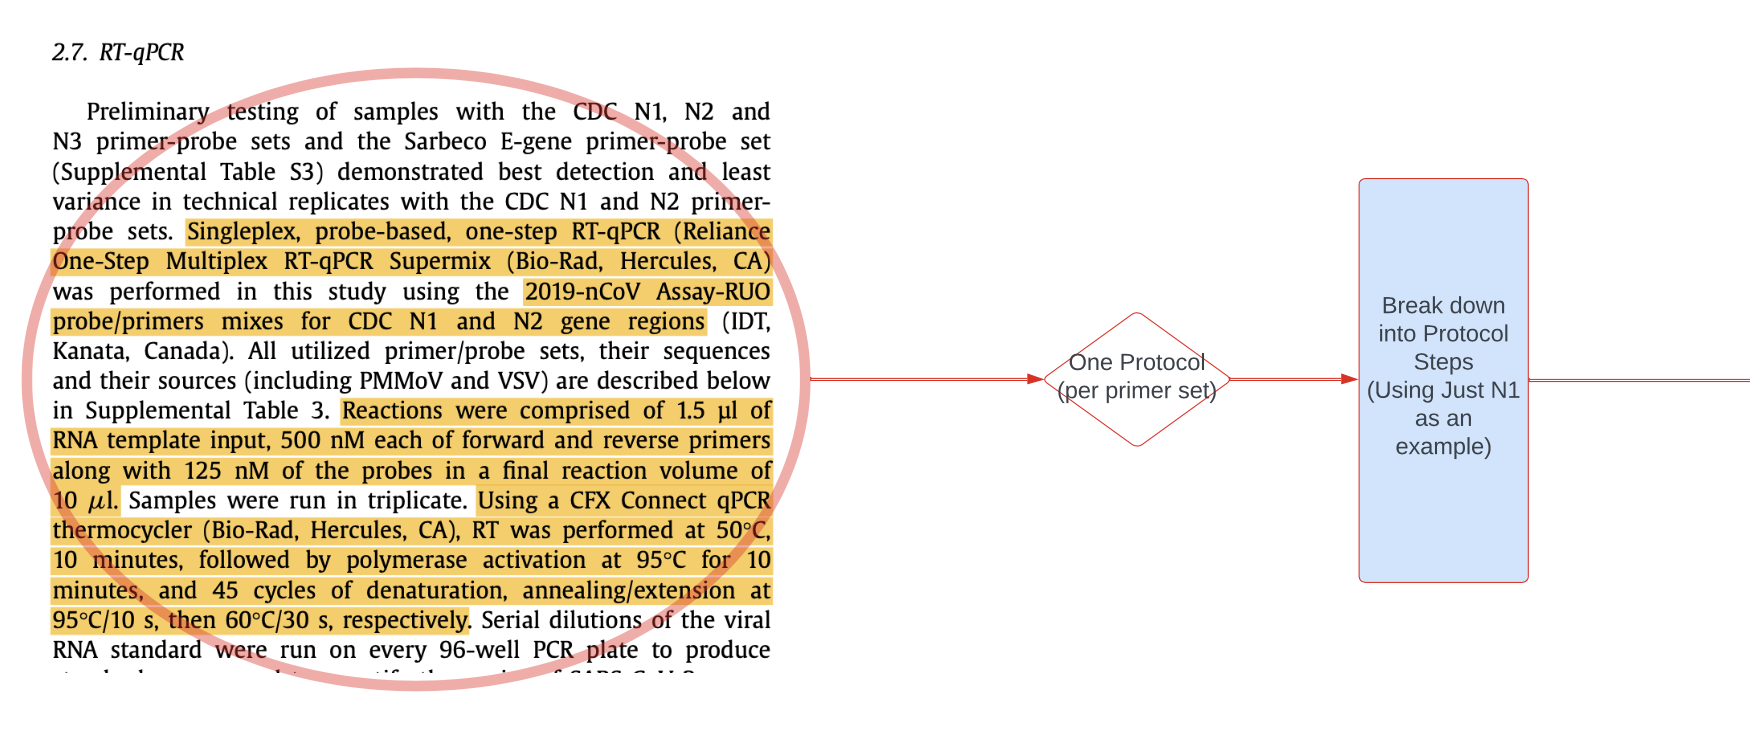 2.7. RT-qPCR
Preliminary testing of samples with the CDC N1, N2 and
N3 primer-probe sets and the Sarbeco E-gene primer-probe set
(Supplemental Table S3) demonstrated best detection and least
variance in technical replicates with the CDC N1 and N2 primer-
probe sets. Singleplex, probe-based, one-step RT-qPCR (Reliance
One-Step Multiplex RT-qPCR Supermix (Bio-Rad, Hercules, CA)
was performed in this study using the 2019-nCoV Assay-RUO
probe/primers mixes for CDC N1 and N2 gene regions (IDT,
Kanata, Canada). All utilized primer/probe sets, their sequences
and their sources (including PMMoV and VSV) are described below
in Supplemental Table 3. Reactions were comprised of 1.5 μl of
RNA template input, 500 nM each of forward and reverse primers
along with 125 nM of the probes in a final reaction volume of
10 μl. Samples were run in triplicate. Using a CFX Connect qPCR
thermocycler (Bio-Rad, Hercules, CA), RT was performed at 50°C,
10 minutes, followed by polymerase activation at 95°C for 10
minutes, and 45 cycles of denaturation, annealing/extension at
95°C/10 s, then 60°C/30 s, respectively. Serial dilutions of the viral
RNA standard were run on every 96-well PCR plate to produce
One Protocol
(per primer set)
Break down
into Protocol
Steps
(Using Just N1
as an
example)